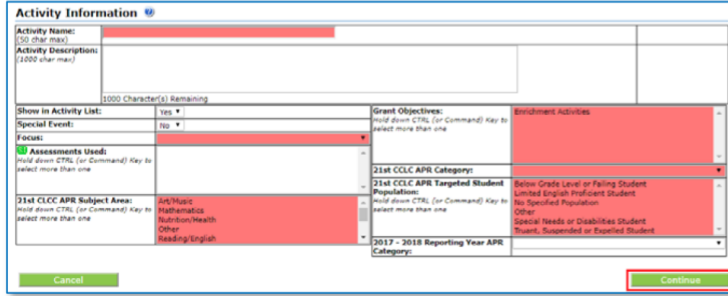 Activity Information
Activity Name:
(50 char max)
Activity Description:
(1000 char max)
1000 Character(s) Remaining
Show in Activity List:
Yes
Special Event:
No
Focus:
Assessments Used:
Hold down CTRL (or Command) Key to
select more than one
21st CLCC APR Subject Area:
Hold down CTRL (or Command) Key to
select more than one
Art/Music
Mathematics
Nutrition/Health
Other
Reading/English
Grant Objectives:
Hold down CTRL (or Command) Key to
select more than one
Enrichment Activities
21st CCLC APR Category:
21st CCLC APR Targeted Student
Population:
Hold down CTRL (or Command) Key to
select more than one
Below Grade Level or Failing Student
Limited English Proficient Student
No Specified Population
Other
Special Needs or Disabilities Student
Truant, Suspended or Expelled Student
2017 - 2018 Reporting Year APR
Category:
Cancel
Continue